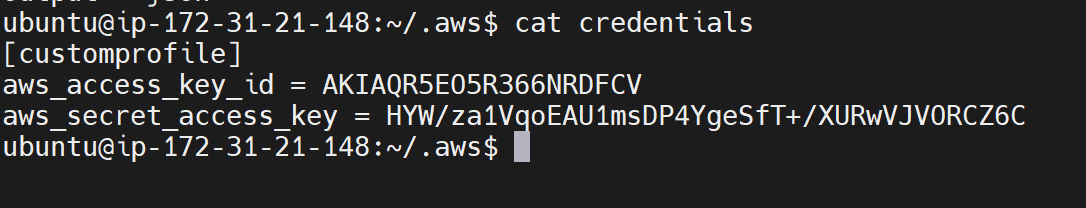 ubuntu@ip-172-31-21-148:~/.aws$ cat credentials
[customprofile]
aws_access_key_id = AKIAQR5EO5R366NRDFCV
aws_secret_access_key = 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
ubuntu@ip-172-31-21-148:~/.aws$